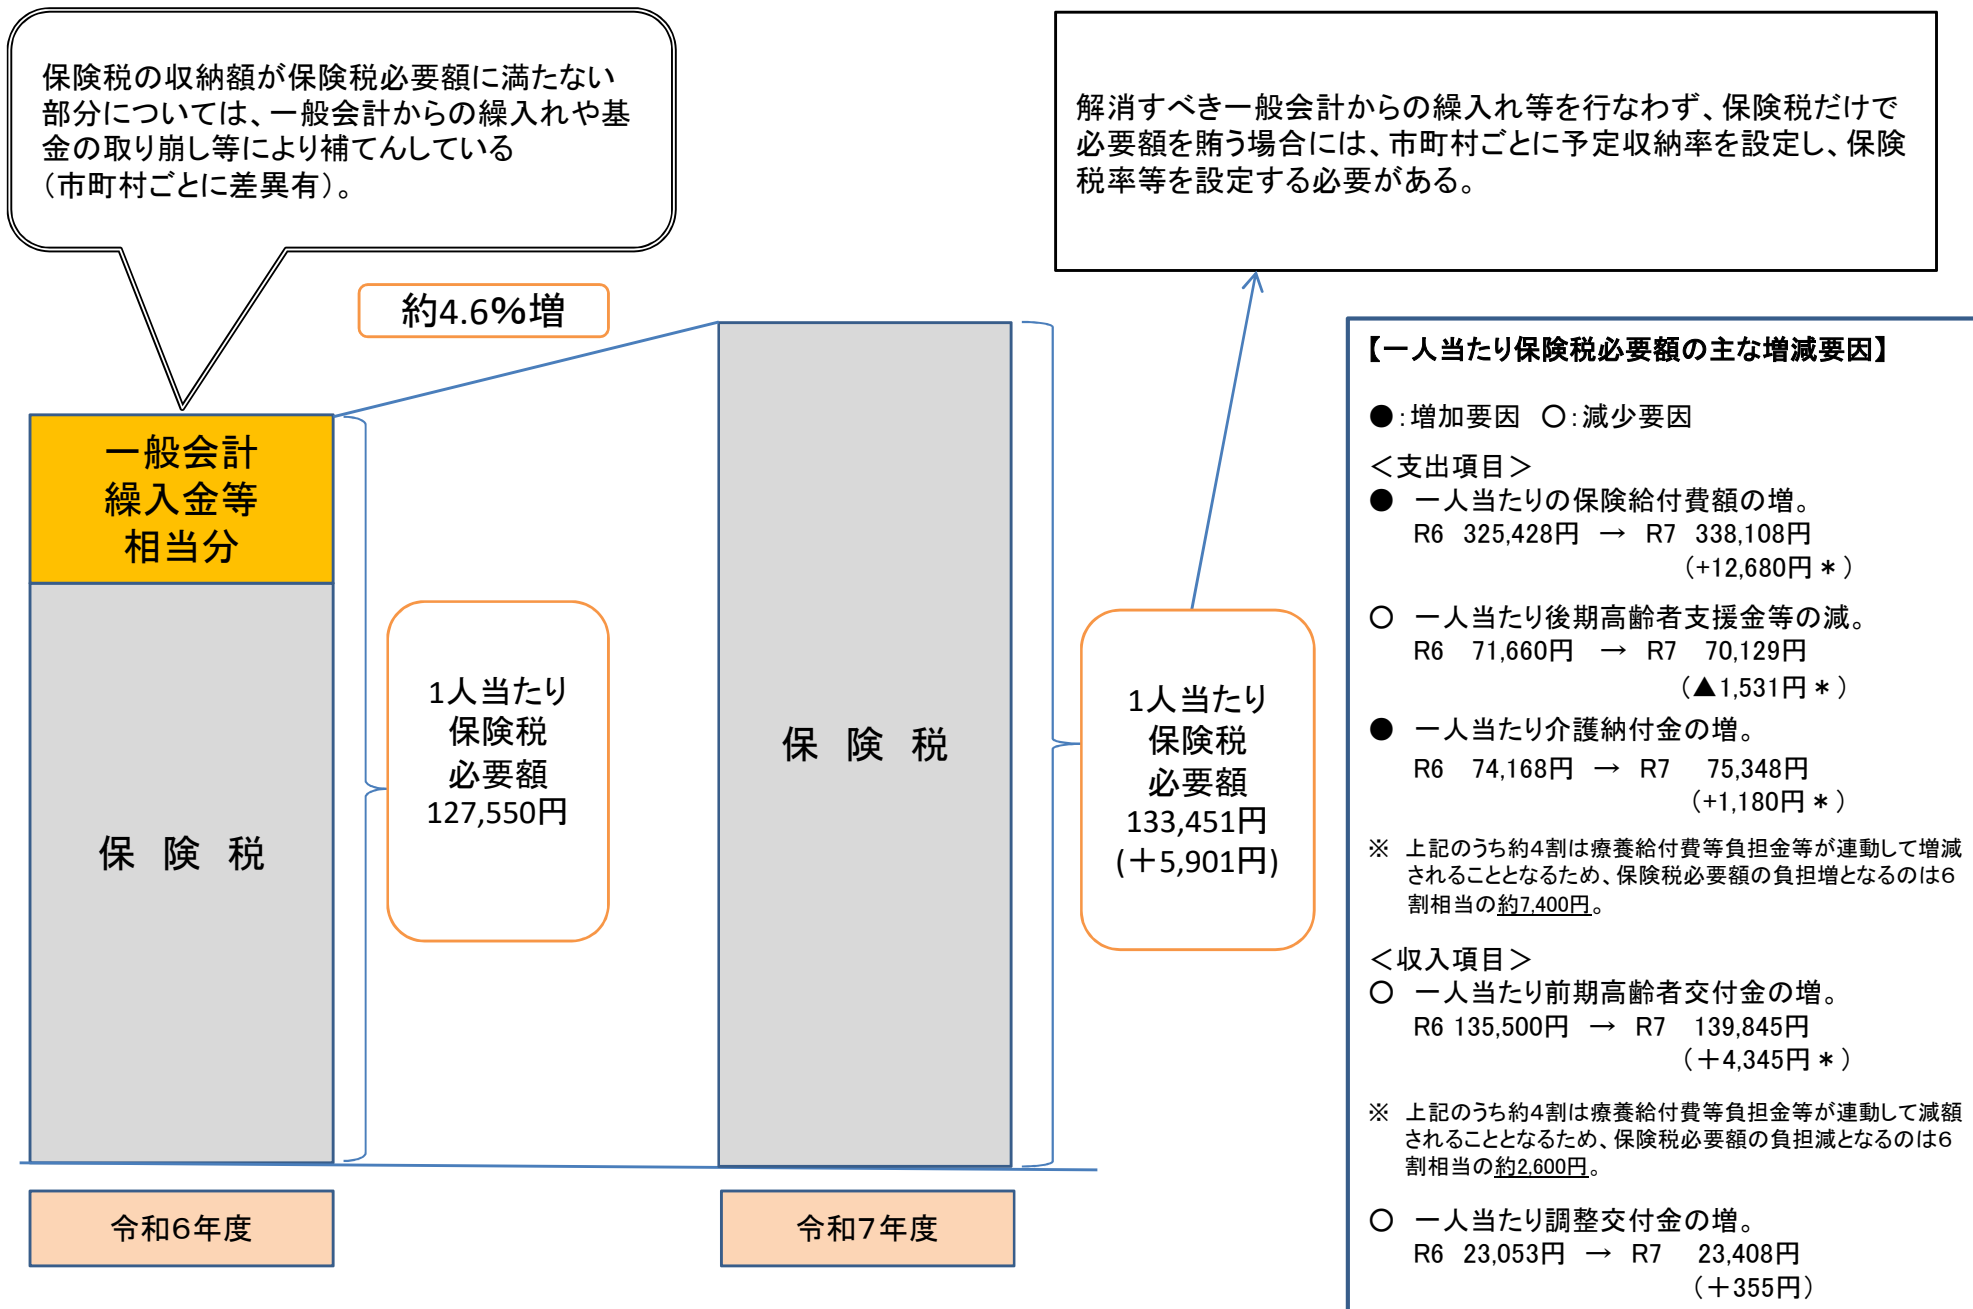 保険税の収納額が保険税必要額に満たない
部分については、一般会計からの繰入れや基
金の取り崩し等により補てんしている
（市町村ごとに差異有）。
解消すべき一般会計からの繰入れ等を行なわず、保険税だけで
必要額を賄う場合には、市町村ごとに予定収納率を設定し、保険
税率等を設定する必要がある。
約4.6%増
一般会計
繰入金等
相当分
保　険　税
1人当たり
保険税
必要額
127,550円
保　険　税
1人当たり
保険税
必要額
133,451円
(＋5,901円)
令和６年度
令和７年度
【一人当たり保険税必要額の主な増減要因】
●：増加要因　○：減少要因
＜支出項目＞
●　一人当たりの保険給付費額の増。
R6　325,428円　→　R7　338,108円
（+12,680円＊）
○　一人当たり後期高齢者支援金等の減。
R6　71,660円　→　R7　70,129円
（▲1,531円＊）
●　一人当たり介護納付金の増。
R6　74,168円　→　R7　75,348円
（+1,180円＊）
※　上記のうち約４割は療養給付費等負担金等が連動して増減
されることとなるため、保険税必要額の負担増となるのは６
割相当の約7,400円。
＜収入項目＞
○　一人当たり前期高齢者交付金の増。
R6 135,500円　→　R7　139,845円
（＋4,345円＊）
※　上記のうち約４割は療養給付費等負担金等が連動して減額
されることとなるため、保険税必要額の負担減となるのは６
割相当の約2,600円。
○　一人当たり調整交付金の増。
R6　23,053円　→　R7　23,408円
（＋355円）